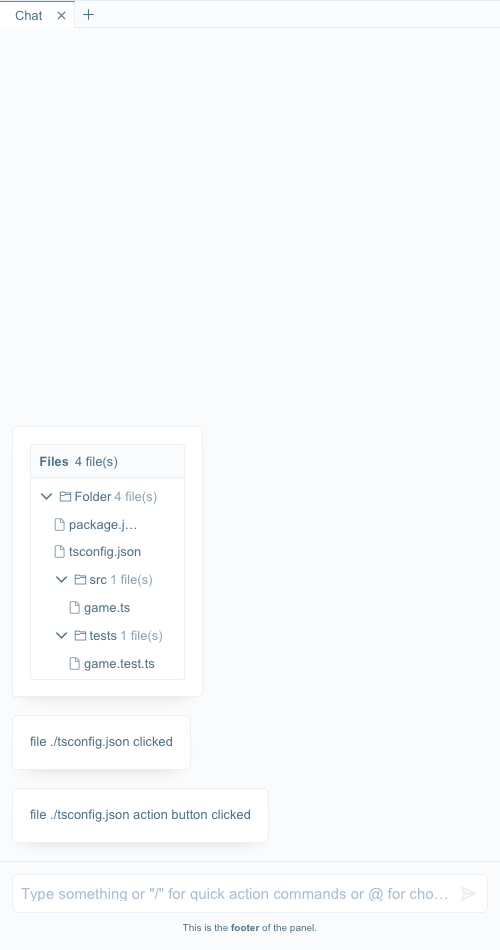 Chat
Files 4 file(s)
Folder 4 file(s)
package.j…
tsconfig.json
src 1 file(s)
game.ts
tests 1 file(s)
game.test.ts
file ./tsconfig.json clicked
file ./tsconfig.json action button clicked
Type something or "/" for quick action commands or @ for cho…
This is the footer of the panel.